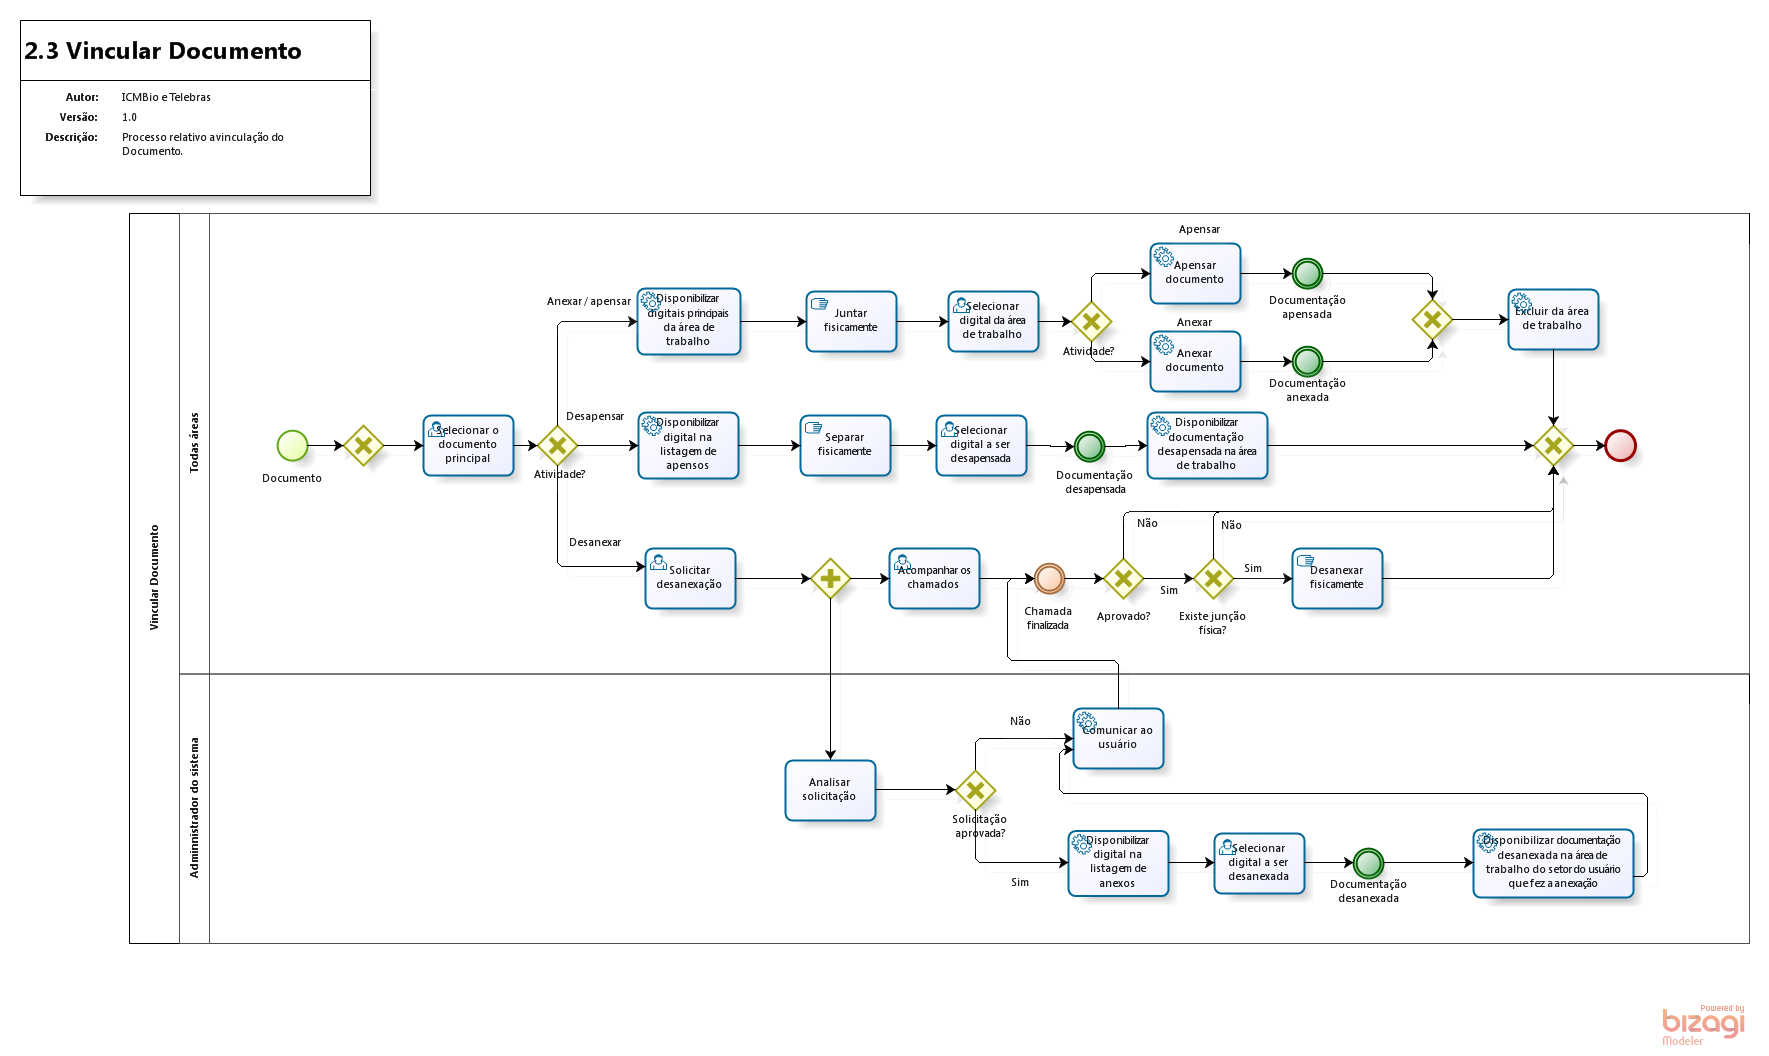 2.3 Vincular Documento
Autor: ICMBio e Telebras
Versão: 1.0
Descrição: Processo relativo a vinculação do
Documento.
Vincular Documento
Todas áreas
Administrador do sistema
Documento
Selecionar o
documento
principal
Atividade?
Anexar / apensar
Disponibilizar
digitais principais
da área de
trabalho
Juntar
fisicamente
Selecionar
digital da área
de trabalho
Atividade?
Apensar
Apensar
documento
Documentação
apensada
Anexar
Anexar
documento
Documentação
anexada
Excluir da área
de trabalho
Desapensar
Disponibilizar
digital na
listagem de
apensos
Separar
fisicamente
Selecionar
digital a ser
desapensada
Documentação
desapensada
Disponibilizar
documentação
desapensada na área
de trabalho
Desanexar
Solicitar
desanexação
Acompanhar os
chamados
Chamada
finalizada
Aprovado?
Não
Sim
Existe junção
física?
Não
Sim
Desanexar
fisicamente
Analisar
solicitação
Solicitação
aprovada?
Não
Comunicar ao
usuário
Sim
Disponibilizar
digital na
listagem de
anexos
Selecionar
digital a ser
desanexada
Documentação
desanexada
Disponibilizar documentação
desanexada na área de
trabalho do setor do usuário
que fez a anexação
Powered by
bizagi
Modeler